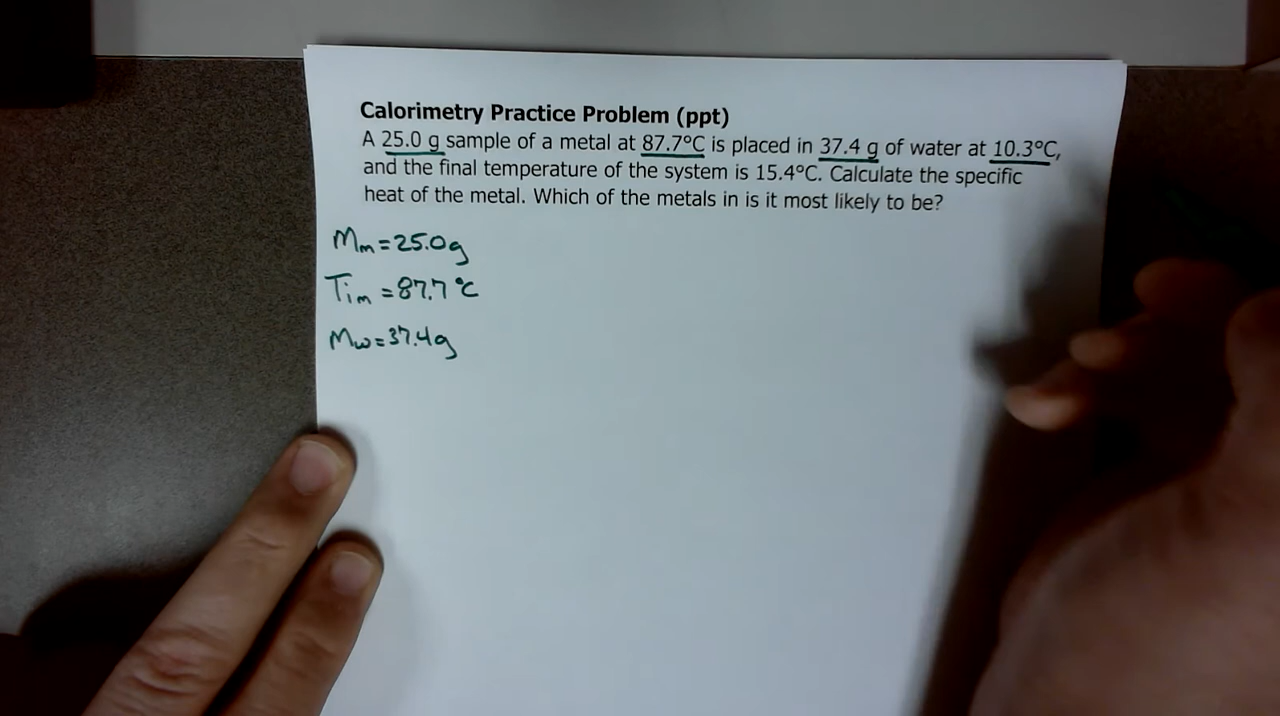 Calorimetry Practice Problem (ppt)
A 25.0 g sample of a metal at 87.7°C is placed in 37.4 g of water at 10.3°C,
and the final temperature of the system is 15.4°C. Calculate the specific
heat of the metal. Which of the metals in is it most likely to be?
Mm=25.0g
Tim=87.7°C
Mw=37.4g